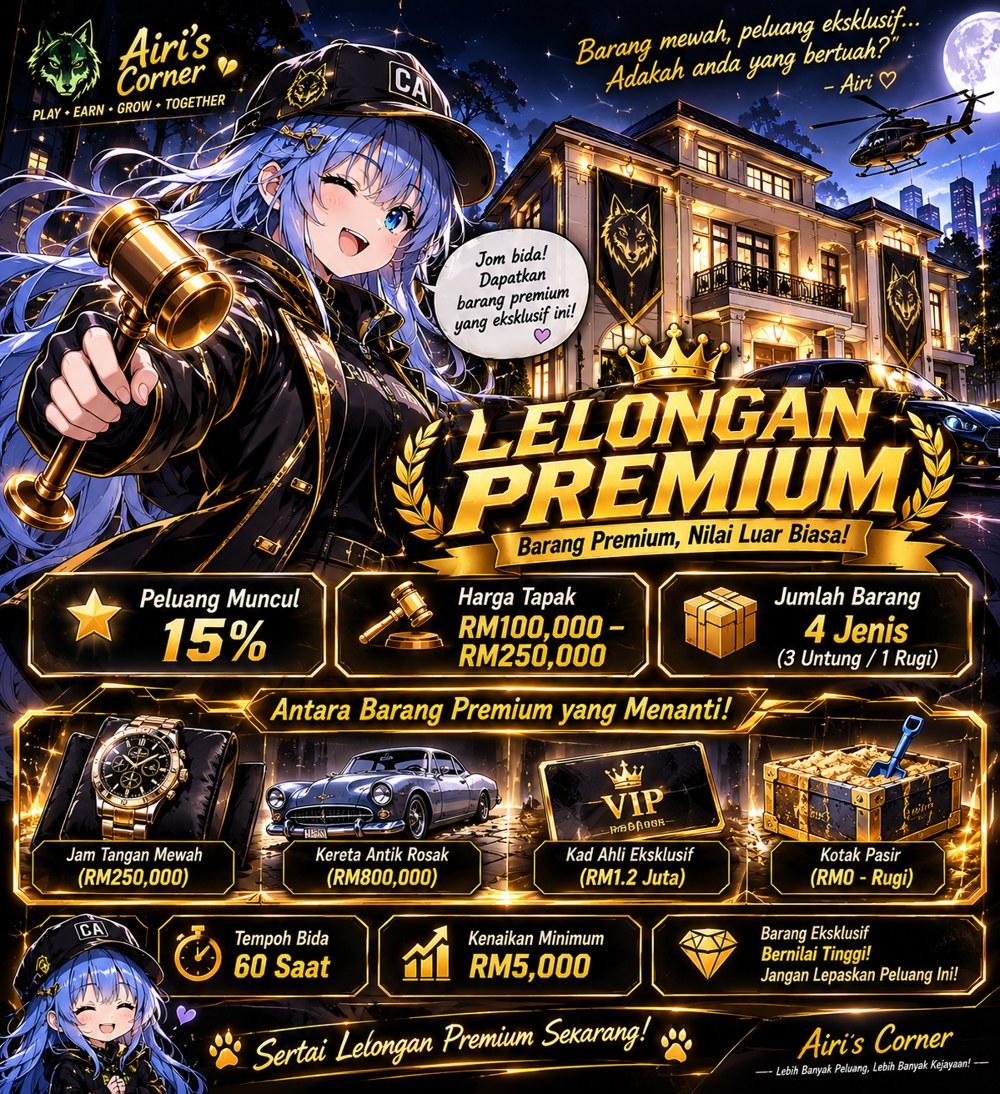 Airi's
Corner
PLAY • EARN • GROW • TOGETHER
CA
Barang mewah, peluang eksklusif...
Adakah anda yang bertuah?"
- Airi ♡
Jom bida!
Dapatkan
barang premium
yang eksklusif ini!
LELONGAN
PREMIUM
Barang Premium, Nilai Luar Biasa!
Peluang Muncul
15%
Harga Tapak
RM100,000 –
RM250,000
Jumlah Barang
4 Jenis
(3 Untung / 1 Rugi)
Antara Barang Premium yang Menanti!
VIP
Jam Tangan Mewah
(RM250,000)
Kereta Antik Rosak
(RM800,000)
Kad Ahli Eksklusif
(RM1.2 Juta)
Kotak Pasir
(RM0 - Rugi)
CA
Tempoh Bida
60 Saat
Kenaikan Minimum
RM5,000
Barang Eksklusif
Bernilai Tinggi!
Jangan Lepaskan Peluang Ini!
Sertai Lelongan Premium Sekarang!
Airi's Corner
— Lebih Banyak Peluang, Lebih Banyak Kejayaan! —